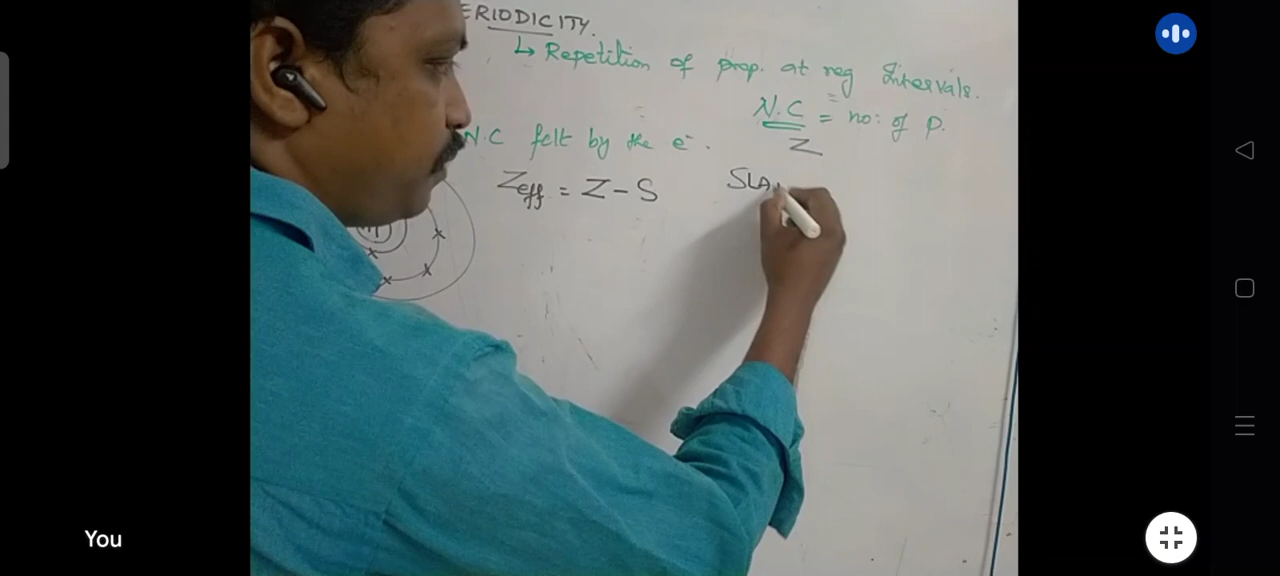 ERIODICITY.
↳ Repetition of prop. at reg Intervals.
N.C = no: of p.
Z
N.C felt by the e⁻.
Zeff = Z - S
SLA
You